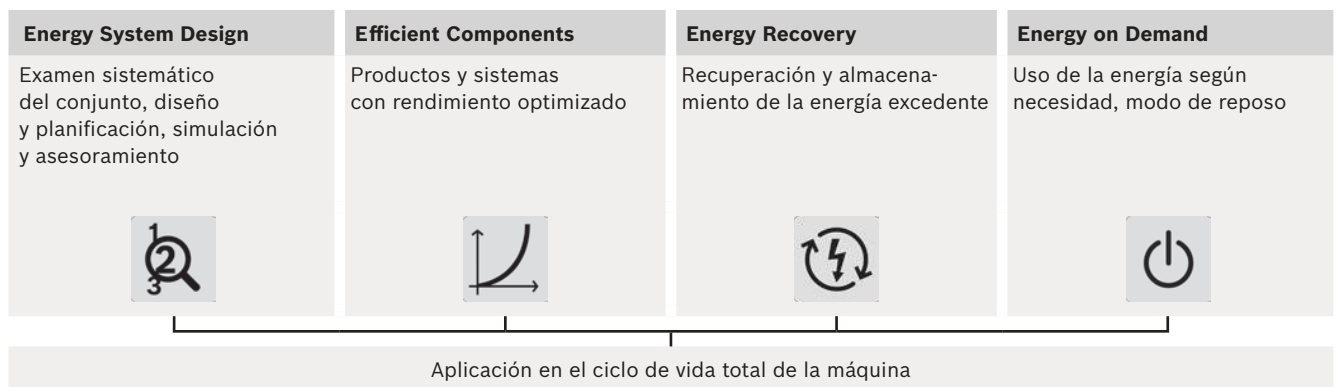 Energy System Design
Examen sistemático
del conjunto, diseño
y planificación, simulación
y asesoramiento
1
2
3
Efficient Components
Productos y sistemas
con rendimiento optimizado
Energy Recovery
Recuperación y almacena-
miento de la energía excedente
Energy on Demand
Uso de la energía según
necesidad, modo de reposo
Aplicación en el ciclo de vida total de la máquina